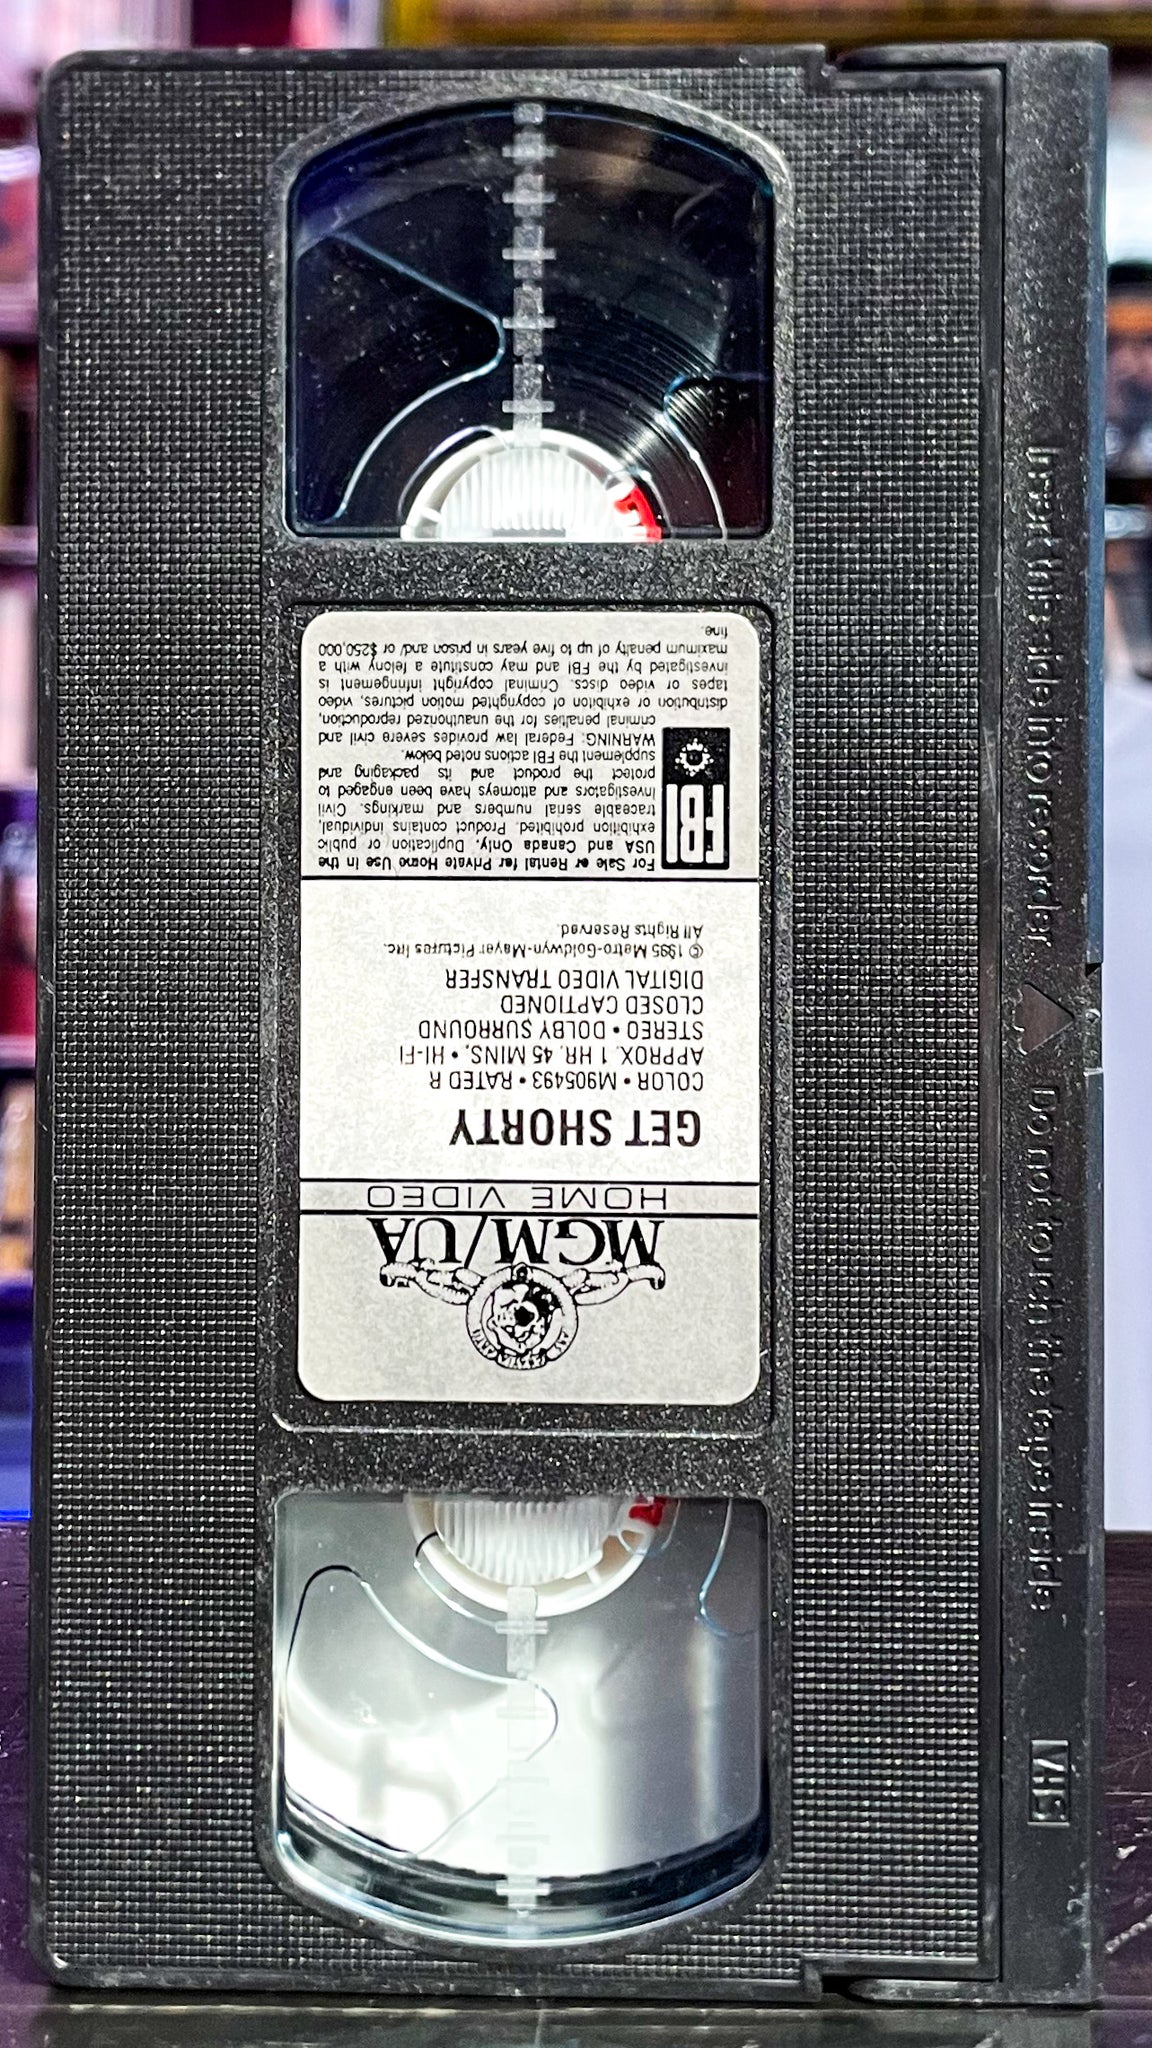 MGM/UA
HOME VIDEO
GET SHORTY
COLOR • M905493 • RATED R
APPROX. 1 HR. 45 MINS. • HI-FI
STEREO • DOLBY SURROUND
CLOSED CAPTIONED
DIGITAL VIDEO TRANSFER
© 1995 Metro-Goldwyn-Mayer Pictures Inc.
All Rights Reserved.
FBI
For Sale or Rental for Private Home Use in the
USA and Canada Only. Duplication or public
exhibition prohibited. Product contains individual,
traceable serial numbers and markings. Civil
investigators and attorneys have been engaged to
protect the product and its packaging and
supplement the FBI actions noted below.
WARNING: Federal law provides severe civil and
criminal penalties for the unauthorized reproduction,
distribution or exhibition of copyrighted motion pictures, video
tapes or video discs. Criminal copyright infringement is
investigated by the FBI and may constitute a felony with a
maximum penalty of up to five years in prison and/ or $250,000
fine.
Insert this side into recorder
Do not touch the tape inside
VHS